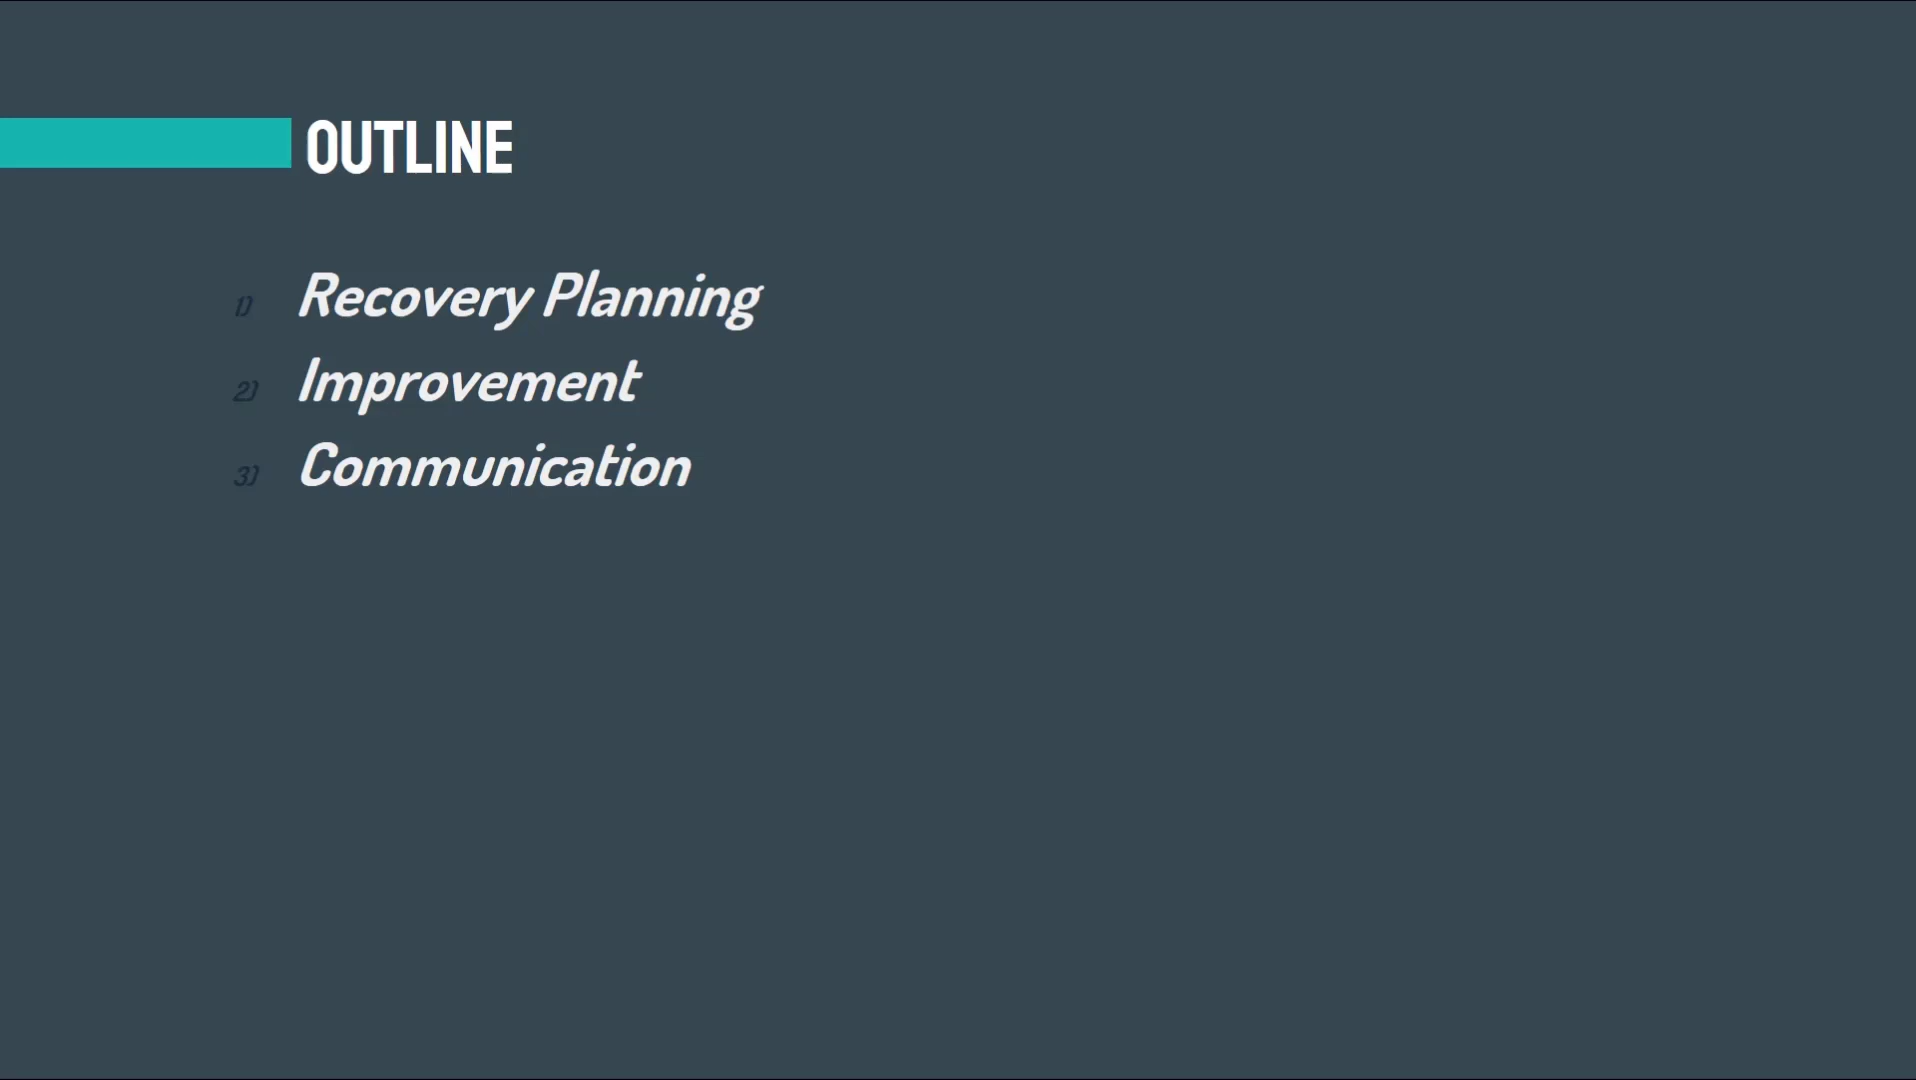 OUTLINE
1) Recovery Planning
2) Improvement
3) Communication